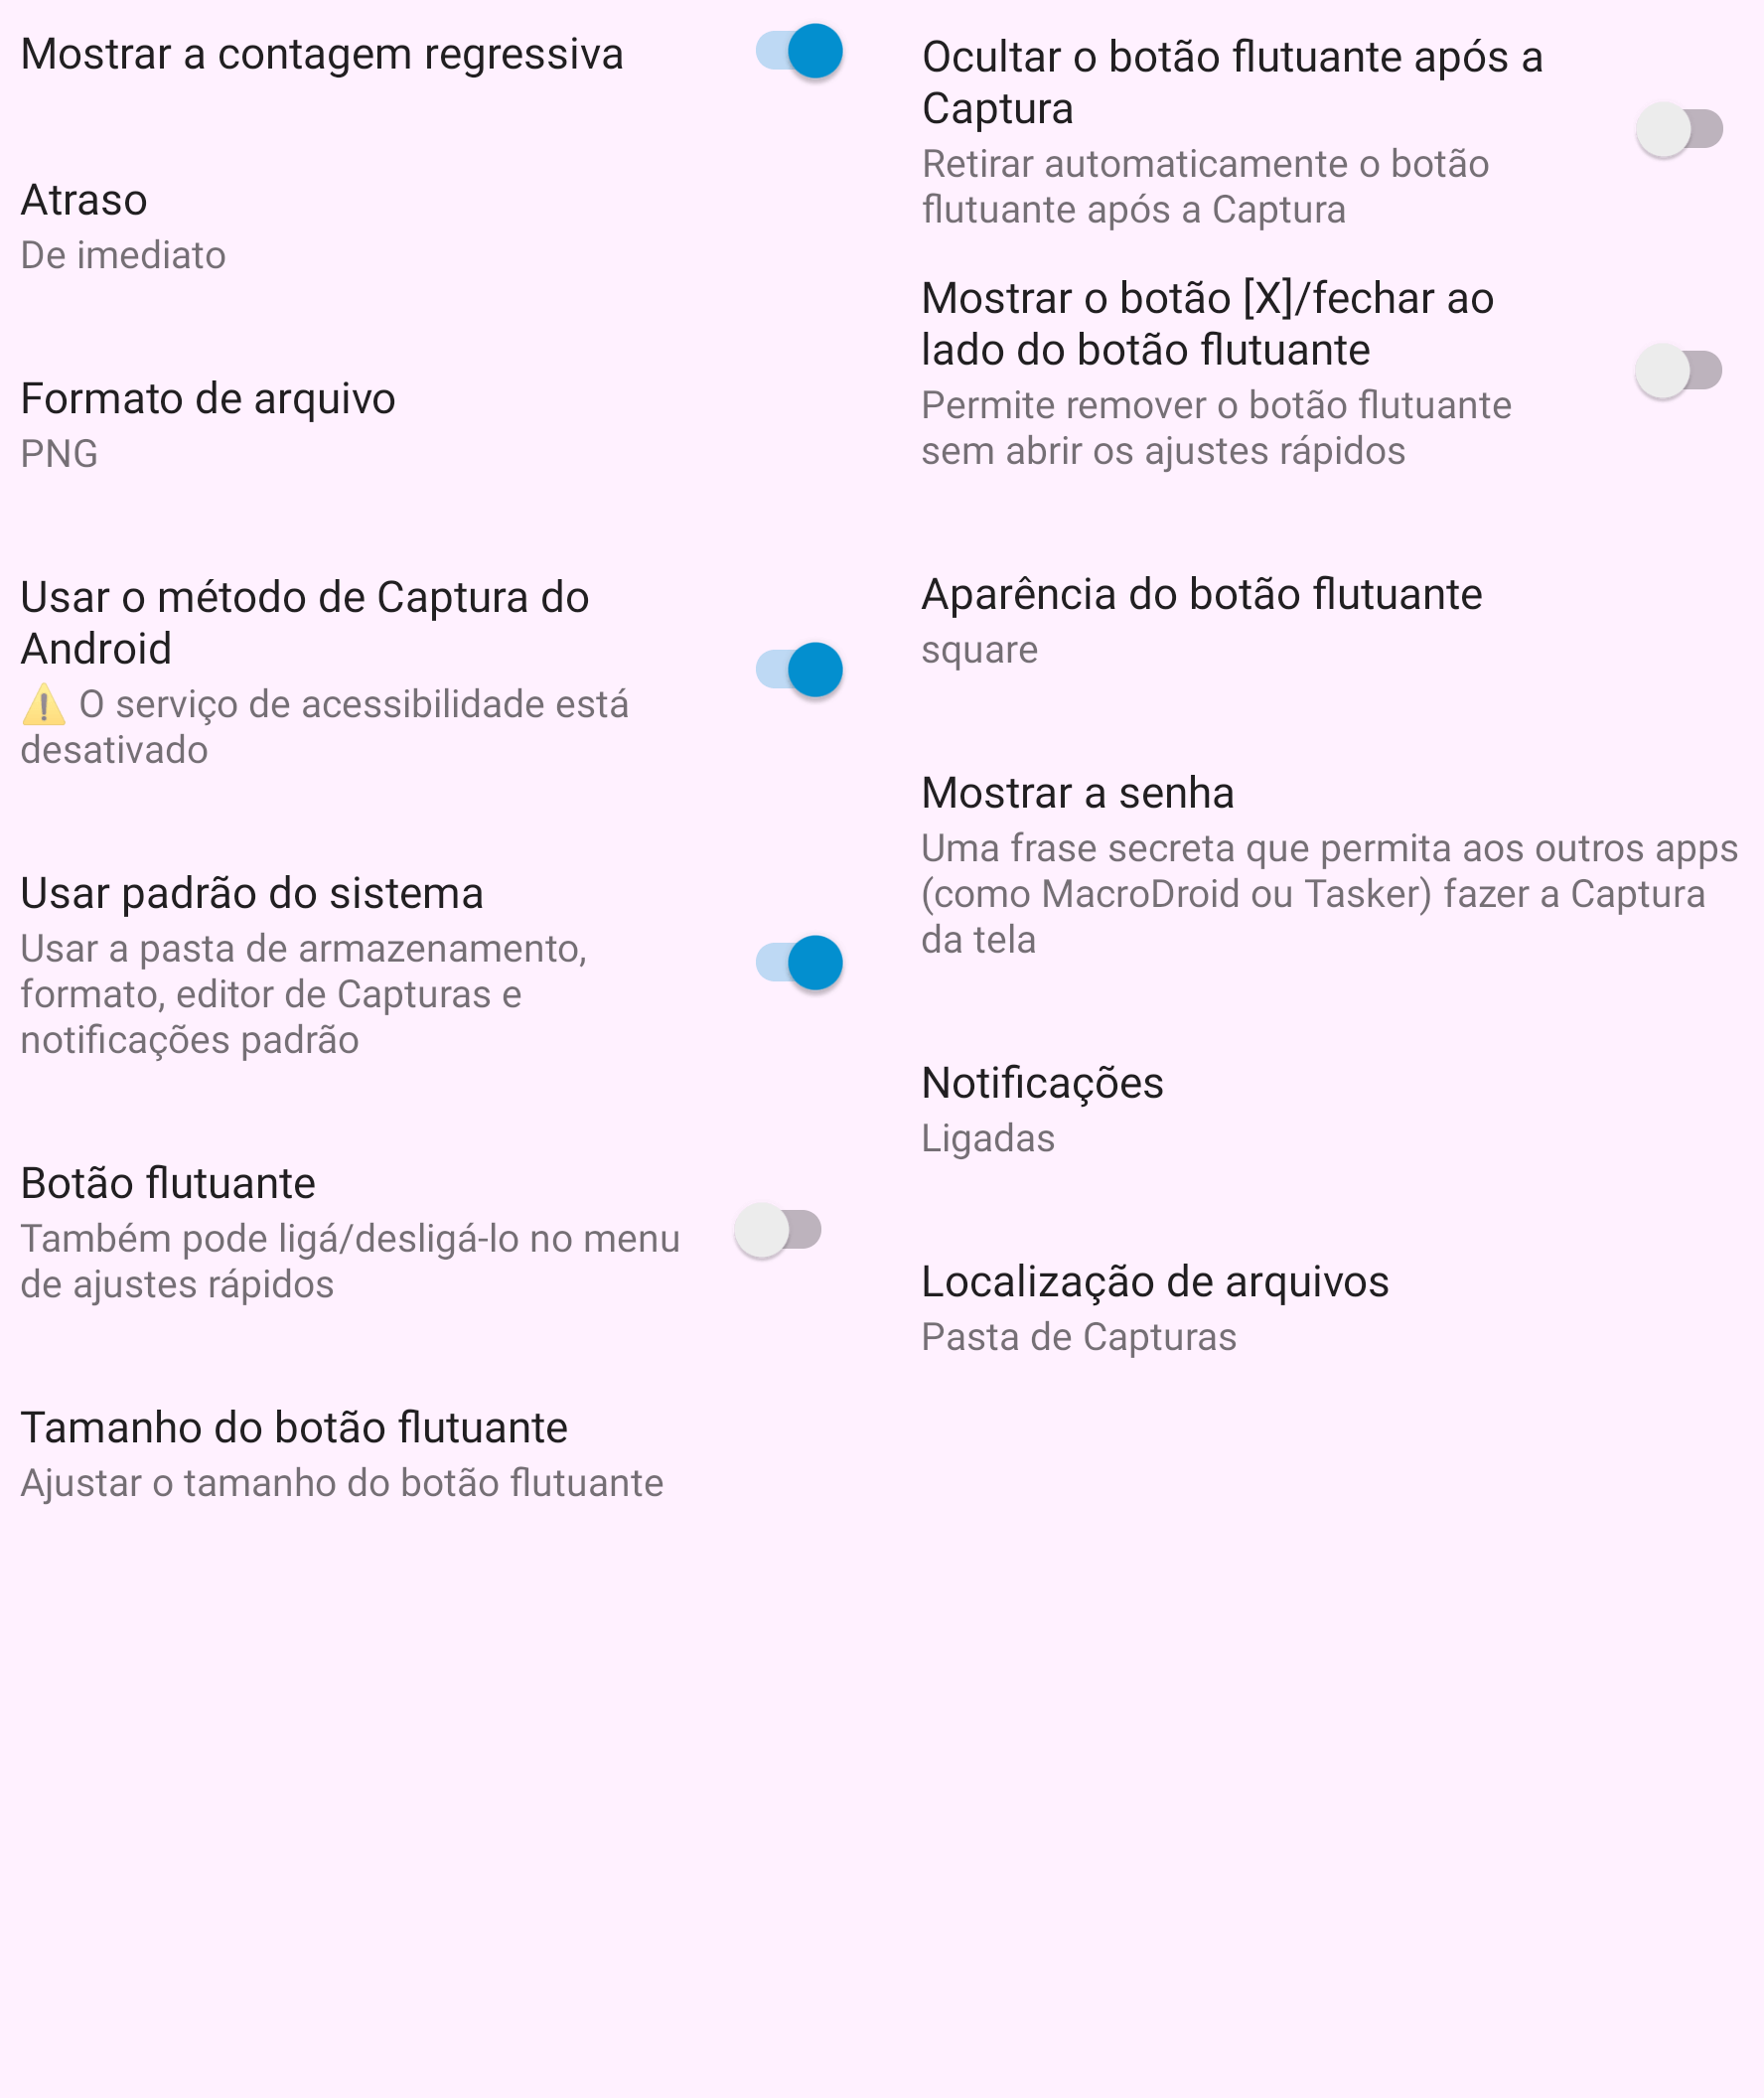 Mostrar a contagem regressiva
Atraso
De imediato
Formato de arquivo
PNG
Usar o método de Captura do
Android
⚠️ O serviço de acessibilidade está
desativado
Usar padrão do sistema
Usar a pasta de armazenamento,
formato, editor de Capturas e
notificações padrão
Botão flutuante
Também pode ligá/desligá-lo no menu
de ajustes rápidos
Tamanho do botão flutuante
Ajustar o tamanho do botão flutuante
Ocultar o botão flutuante após a
Captura
Retirar automaticamente o botão
flutuante após a Captura
Mostrar o botão [X]/fechar ao
lado do botão flutuante
Permite remover o botão flutuante
sem abrir os ajustes rápidos
Aparência do botão flutuante
square
Mostrar a senha
Uma frase secreta que permita aos outros apps
(como MacroDroid ou Tasker) fazer a Captura
da tela
Notificações
Ligadas
Localização de arquivos
Pasta de Capturas